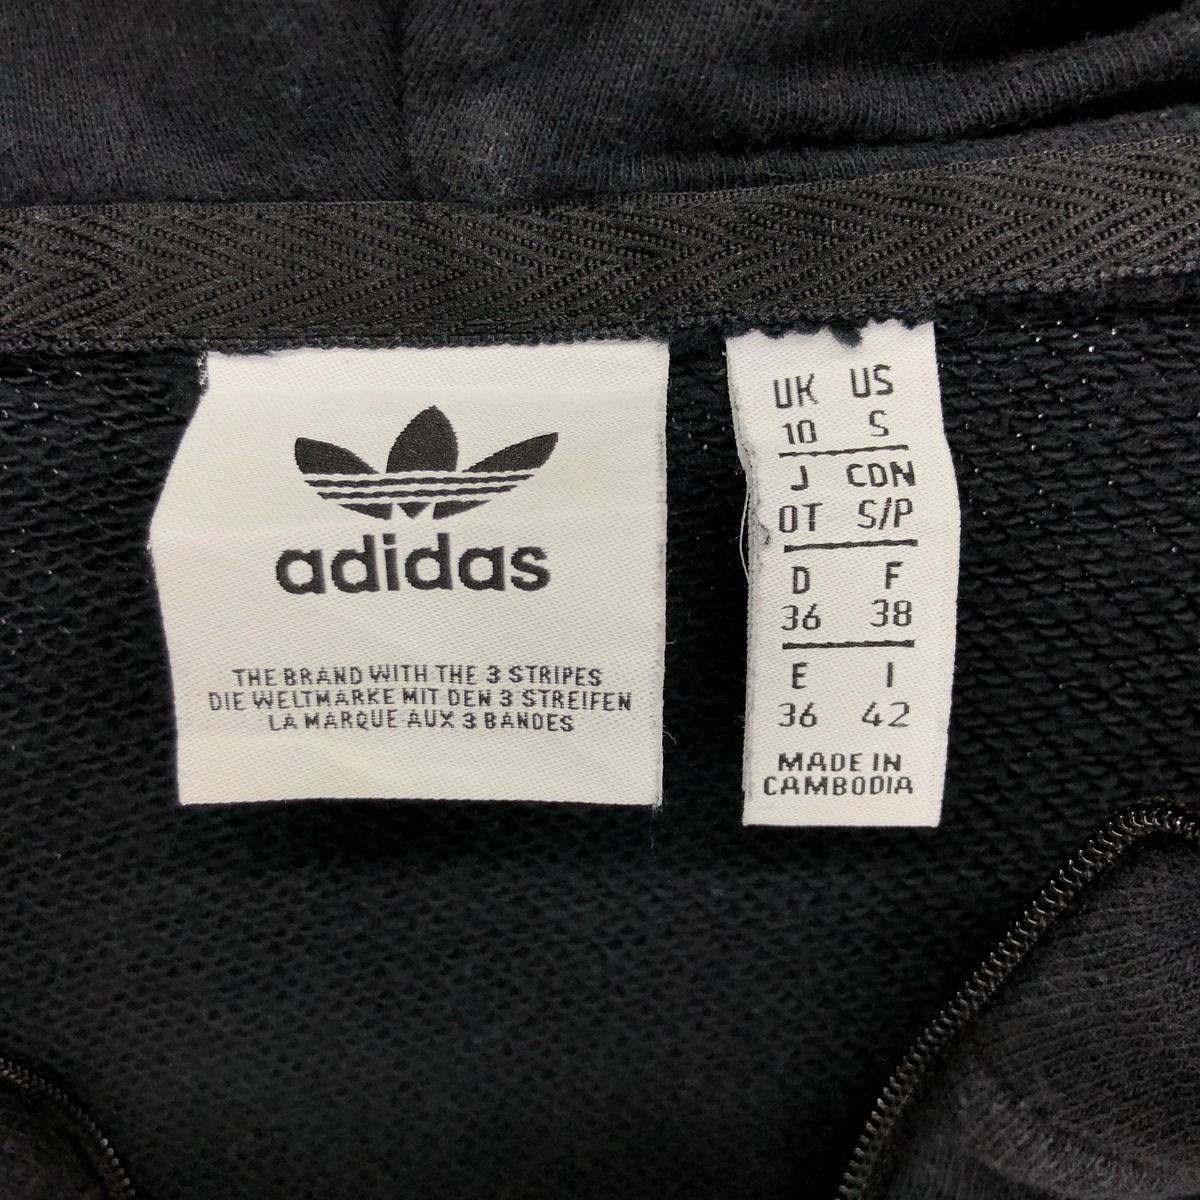 adidas
THE BRAND WITH THE 3 STRIPES
DIE WELTMARKE MIT DEN 3 STREIFEN
LA MARQUE AUX 3 BANDES
UK US
10 S
J CDN
OT S/P
D F
36 38
E I
36 42
MADE IN
CAMBODIA